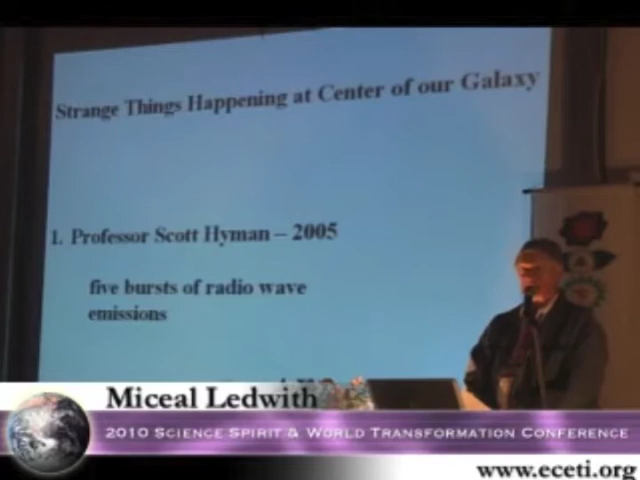 Strange Things Happening at Center of our Galaxy
1. Professor Scott Hyman – 2005
five bursts of radio wave
emissions
Miceal Ledwith
2010 Science Spirit & World Transformation Conference
www.eceti.org